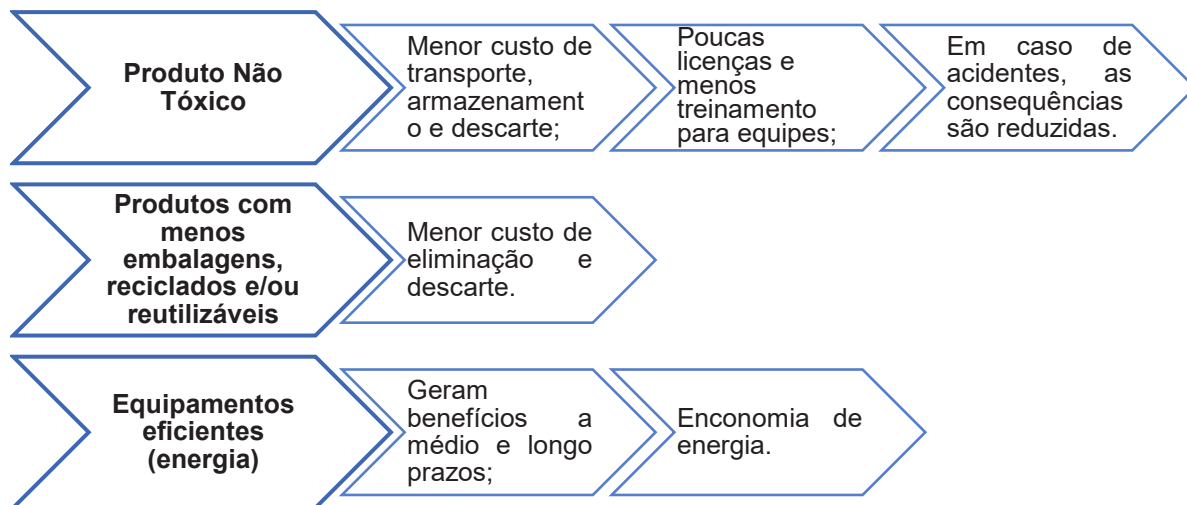 Produto Não
Tóxico
Menor custo de
transporte,
armazenament
o e descarte;
Poucas
licenças e
menos
treinamento
para equipes;
Em caso de
acidentes, as
consequências
são reduzidas.
Produtos com
menos
embalagens,
reciclados e/ou
reutilizáveis
Menor custo de
eliminação e
descarte.
Equipamentos
eficientes
(energia)
Geram
benefícios a
médio e longo
prazos;
Enconomia de
energia.